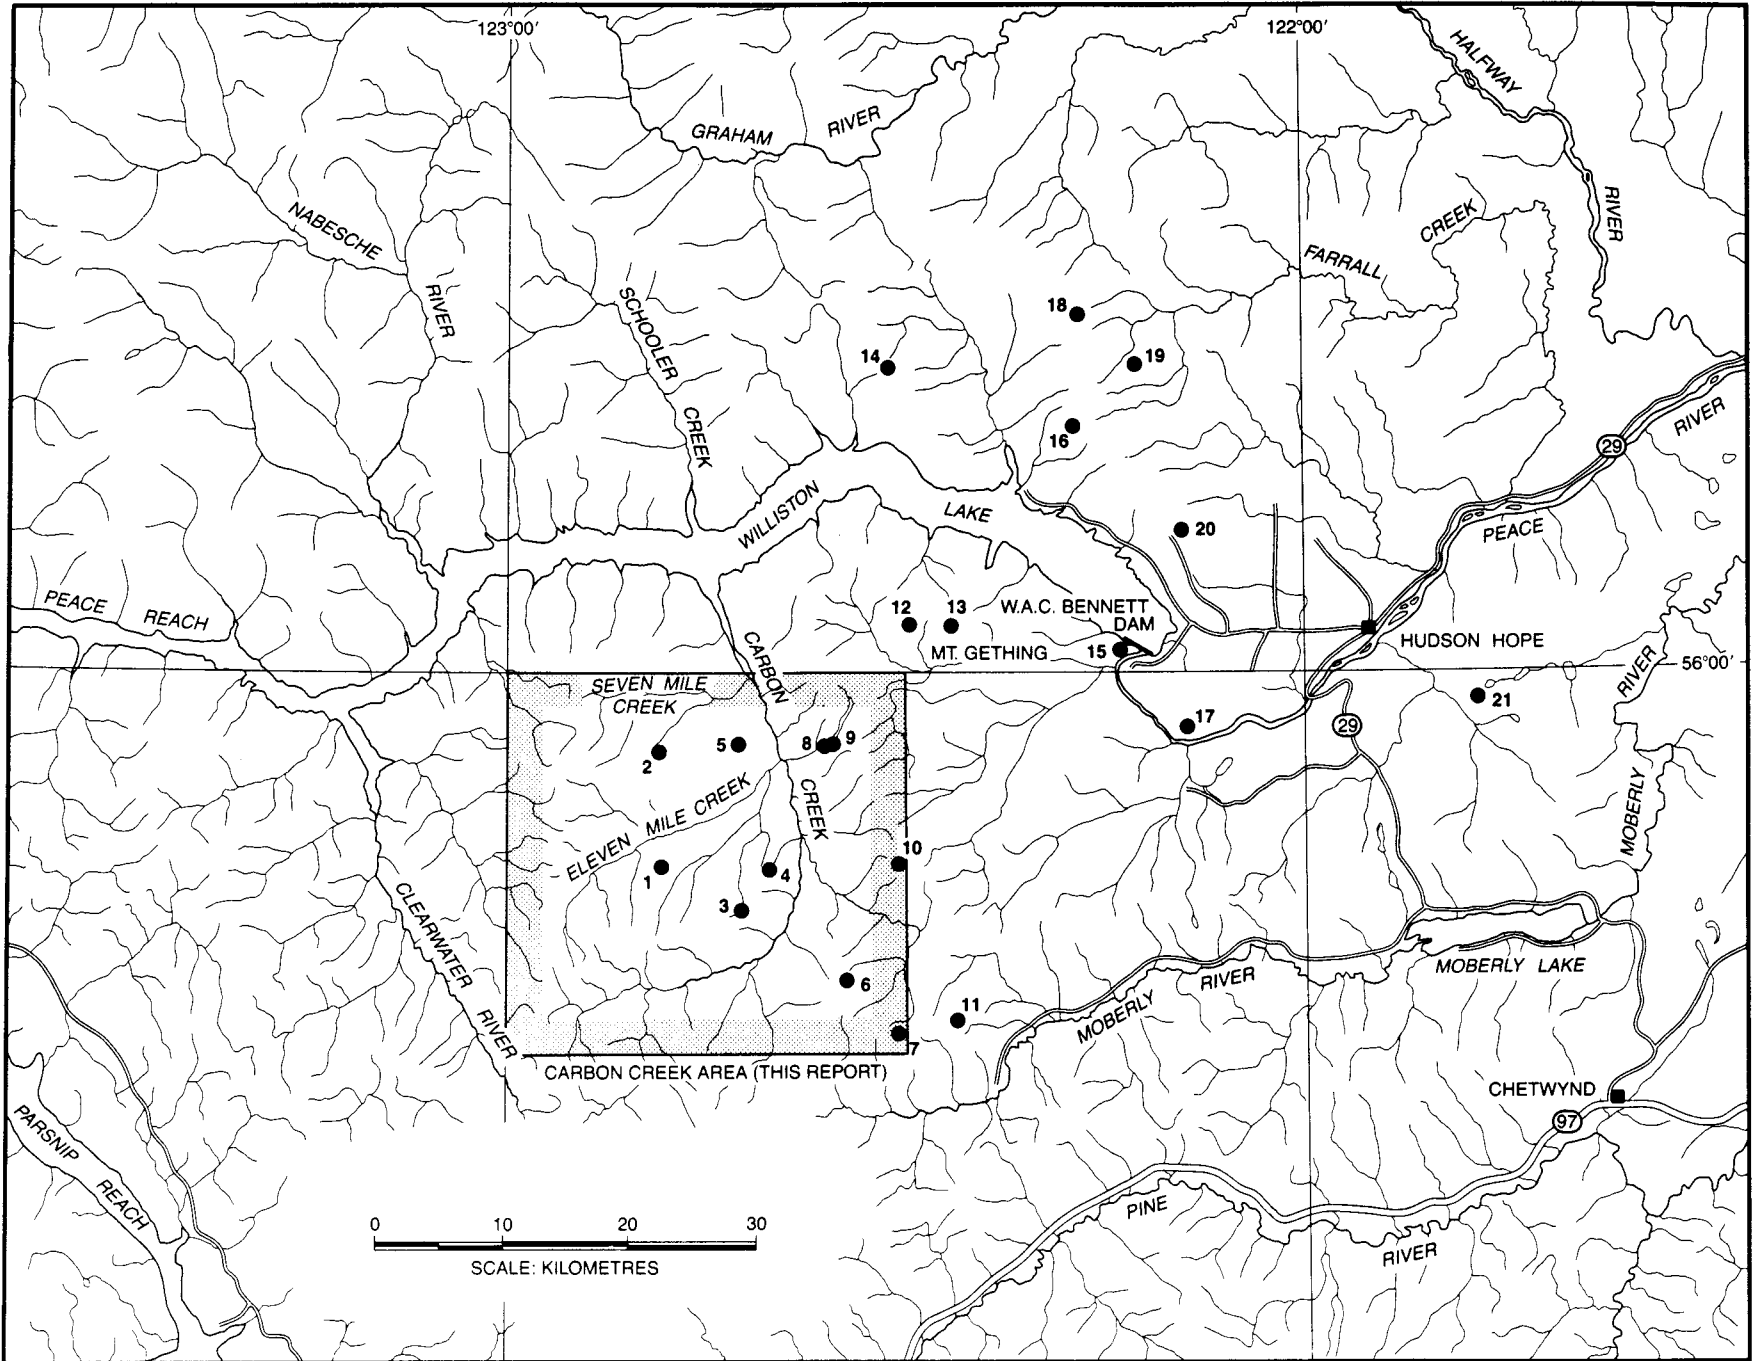 123°00'
122°00'
HALFWAY
RIVER
GRAHAM RIVER
NABESCHE
RIVER
CREEK
FARRALL
SCHOOLER
CREEK
18
14
19
16
29
RIVER
WILLISTON
LAKE
20
PEACE
PEACE REACH
12
13
W.A.C. BENNETT
DAM
HUDSON HOPE
MT. GETHING
15
CARBON
CREEK
56°00'
RIVER
MOBERLY
SEVEN MILE
CREEK
21
17
29
5
8
9
2
ELEVEN MILE CREEK
10
1
4
3
CLEARWATER
RIVER
MOBERLY LAKE
RIVER
MOBERLY
6
11
7
CARBON CREEK AREA (THIS REPORT)
CHETWYND
97
PARSNIP
REACH
PINE
RIVER
0 10 20 30
SCALE: KILOMETRES